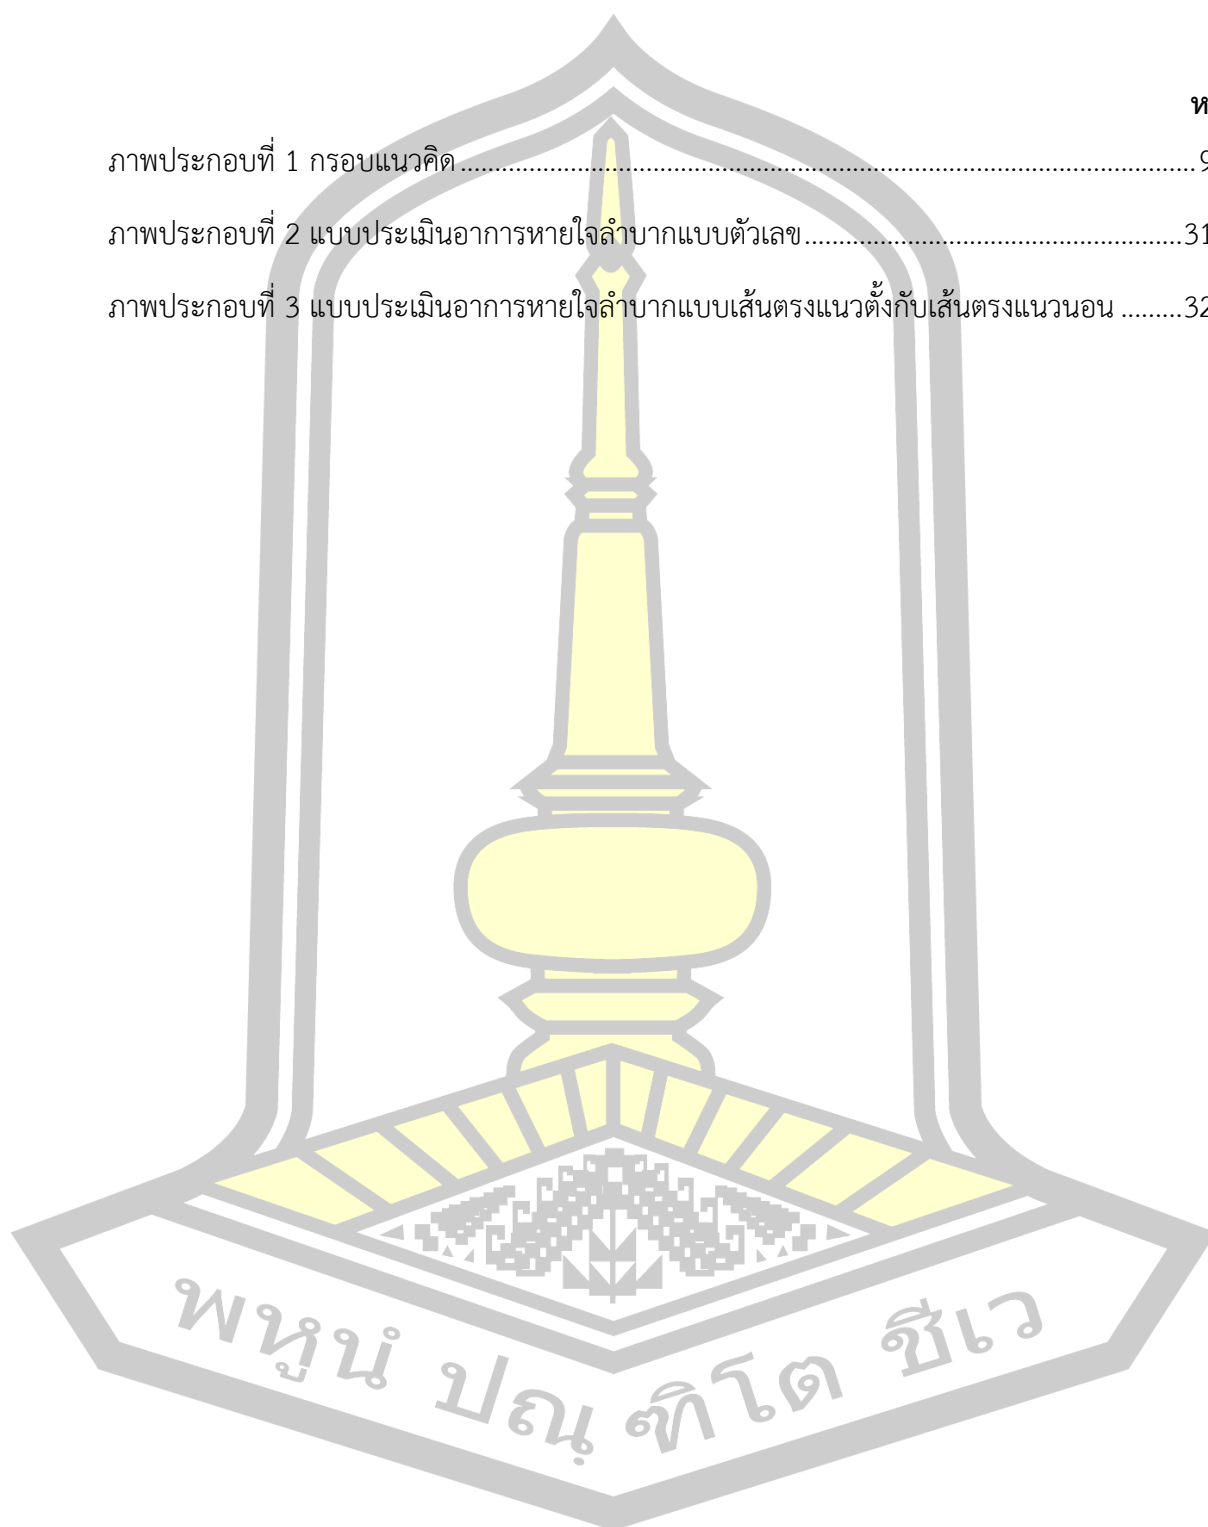 ห
ภาพประกอบที่ 1 กรอบแนวคิด.......................................................................................................9
ภาพประกอบที่ 2 แบบประเมินอาการหายใจลำบากแบบตัวเลข.....................................................31
ภาพประกอบที่ 3 แบบประเมินอาการหายใจลำบากแบบเส้นตรงแนวตั้งกับเส้นตรงแนวนอน .........32
พหูนํ ปณฺฑิโต ชีเว